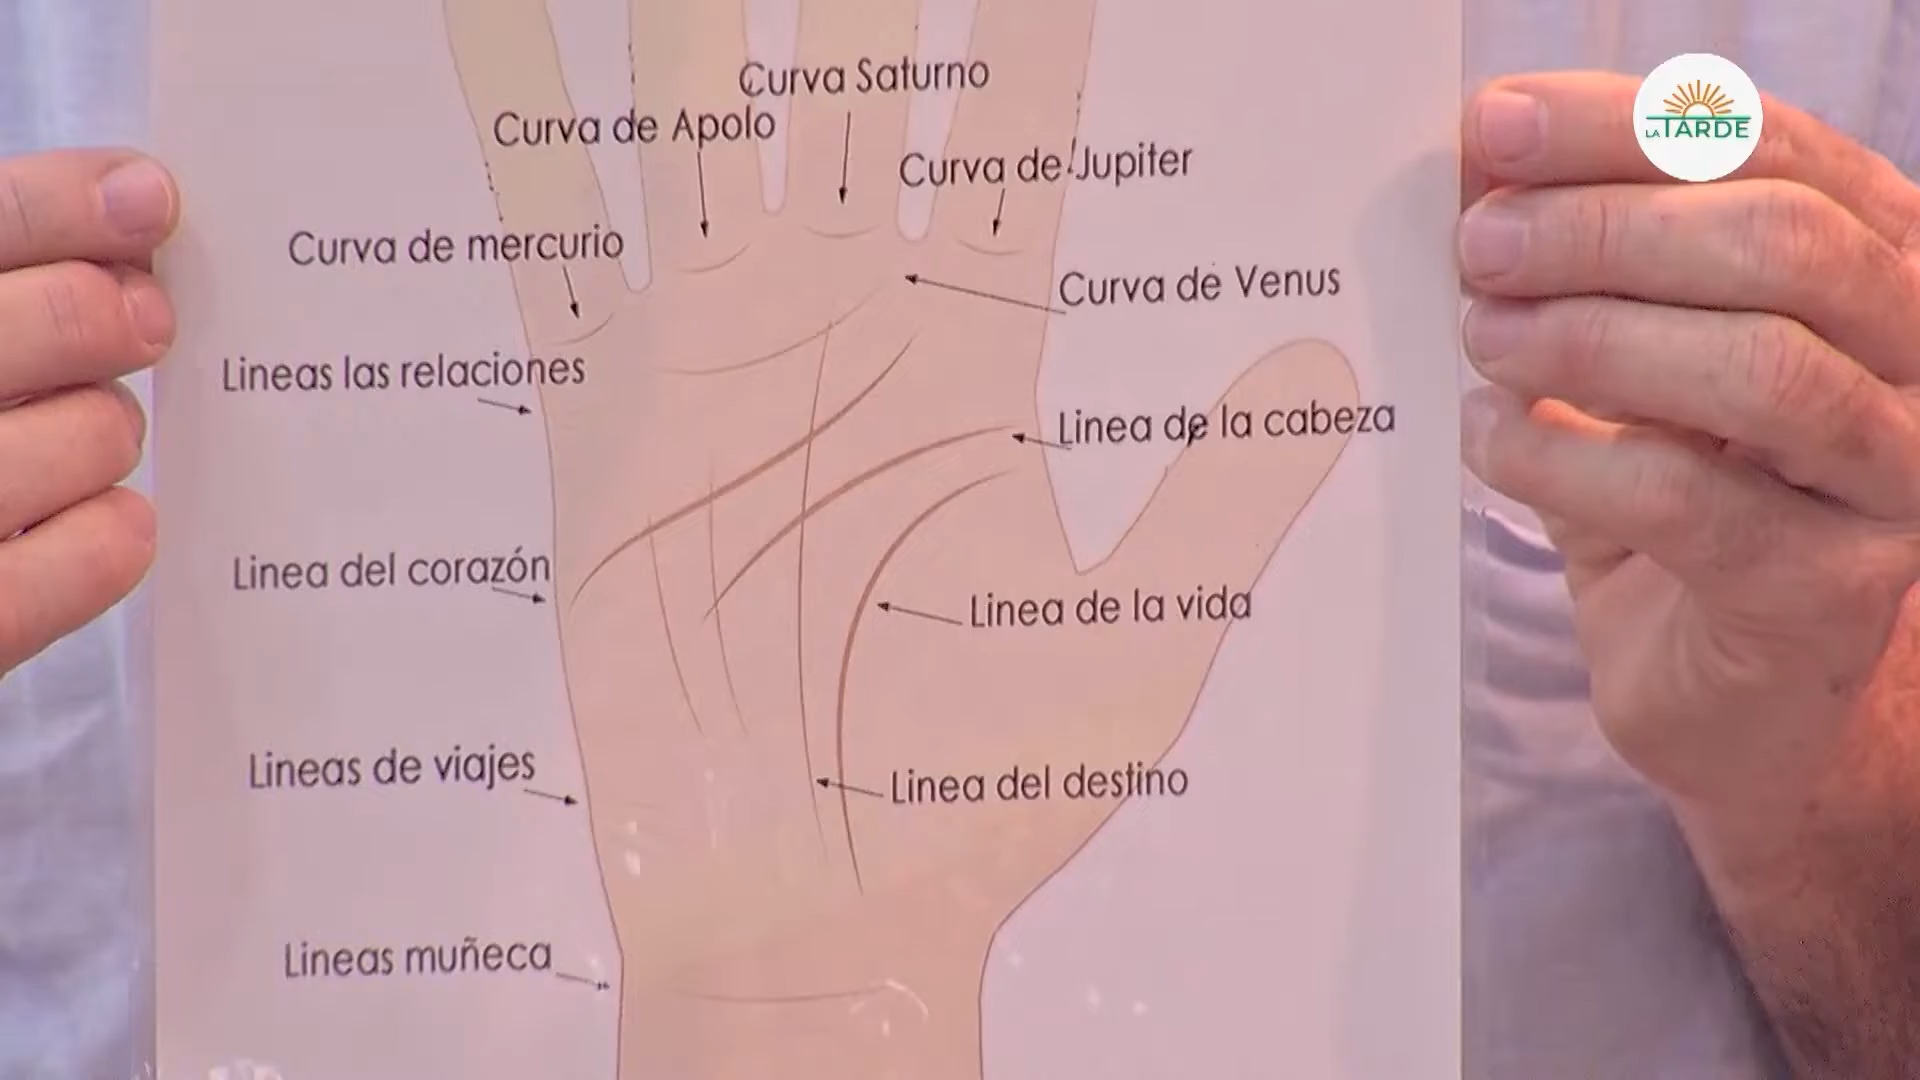 Curva Saturno
Curva de Apolo
Curva de Jupiter
Curva de mercurio
Curva de Venus
Lineas las relaciones
Linea de la cabeza
Linea del corazón
Linea de la vida
Lineas de viajes
Linea del destino
Lineas muñeca
LA TARDE